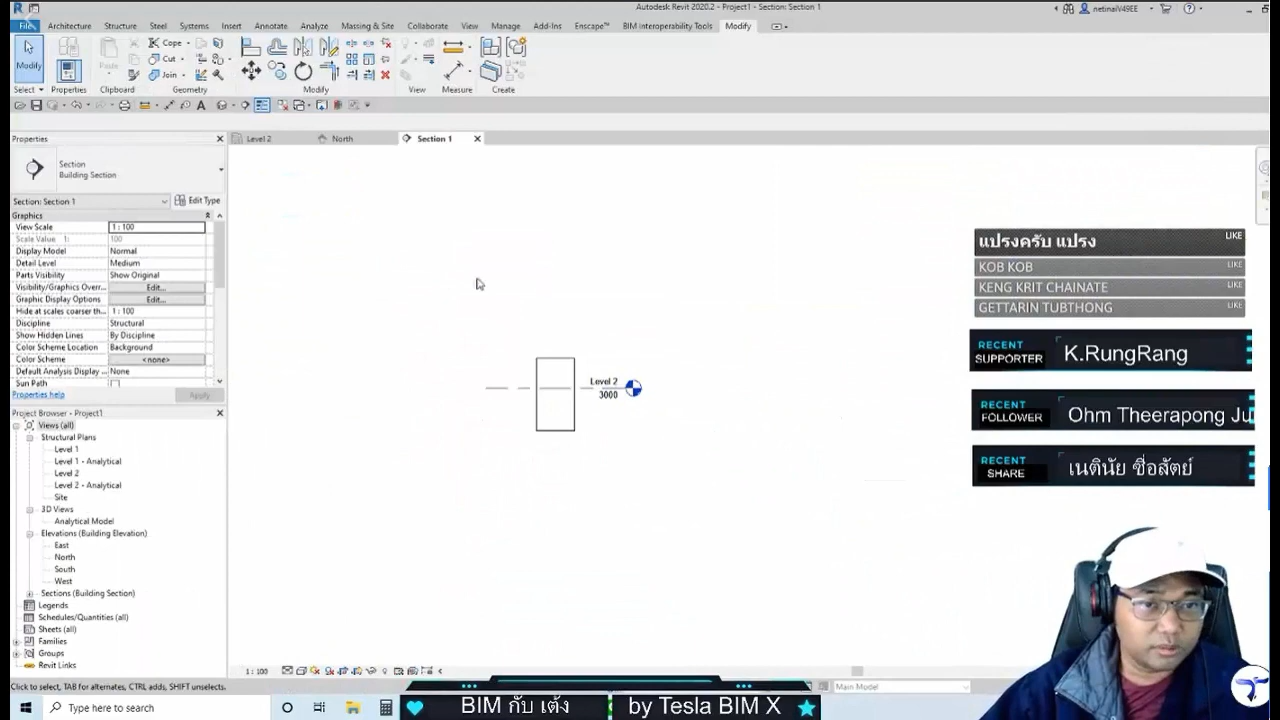 Autodesk Revit 2020.2 - Project1 - Section: Section 1
netinaiV49EE
File
Architecture
Structure
Steel
Systems
Insert
Annotate
Analyze
Massing & Site
Collaborate
View
Manage
Add-Ins
Enscape™
BIM Interoperability Tools
Modify
Modify
Paste
Cope
Cut
Join
Select
Properties
Clipboard
Geometry
Modify
View
Measure
Create
Properties
Level 2
North
Section 1
Section
Building Section
Section: Section 1
Edit Type
Graphics
View Scale 1 : 100
Scale Value 1: 100
Display Model Normal
Detail Level Medium
Parts Visibility Show Original
Visibility/Graphics Overr... Edit...
Graphic Display Options Edit...
Hide at scales coarser th... 1 : 100
Discipline Structural
Show Hidden Lines By Discipline
Color Scheme Location Background
Color Scheme <none>
Default Analysis Display ... None
Sun Path
Properties help
Apply
Project Browser - Project1
Views (all)
Structural Plans
Level 1
Level 1 - Analytical
Level 2
Level 2 - Analytical
Site
3D Views
Analytical Model
Elevations (Building Elevation)
East
North
South
West
Sections (Building Section)
Legends
Schedules/Quantities (all)
Sheets (all)
Families
Groups
Revit Links
Level 2
3000
แปรงครับ แปรง LIKE
KOB KOB LIKE
KENG KRIT CHAINATE LIKE
GETTARIN TUBTHONG LIKE
RECENT SUPPORTER K.RungRang
RECENT FOLLOWER Ohm Theerapong Ju
RECENT SHARE เนตินัย ซื่อสัตย์
1 : 100
Click to select, TAB for alternates, CTRL adds, SHIFT unselects.
Main Model
Type here to search
BIM กับ เต้ง
by Tesla BIM X